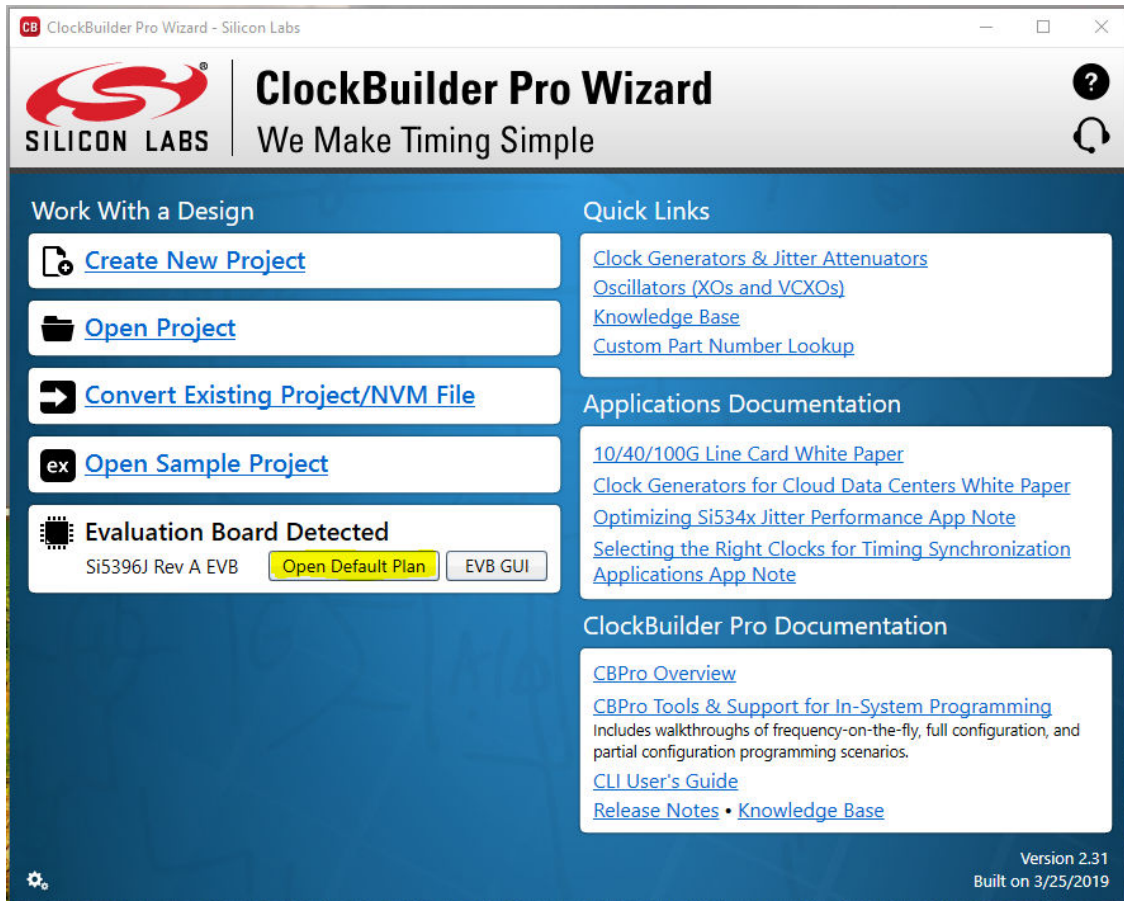 CB ClockBuilder Pro Wizard - Silicon Labs
SILICON LABS ®
ClockBuilder Pro Wizard
We Make Timing Simple
?
Work With a Design
Create New Project
Open Project
Convert Existing Project/NVM File
ex Open Sample Project
Evaluation Board Detected
Si5396J Rev A EVB Open Default Plan EVB GUI
Quick Links
Clock Generators & Jitter Attenuators
Oscillators (XOs and VCXOs)
Knowledge Base
Custom Part Number Lookup
Applications Documentation
10/40/100G Line Card White Paper
Clock Generators for Cloud Data Centers White Paper
Optimizing Si534x Jitter Performance App Note
Selecting the Right Clocks for Timing Synchronization
Applications App Note
ClockBuilder Pro Documentation
CBPro Overview
CBPro Tools & Support for In-System Programming
Includes walkthroughs of frequency-on-the-fly, full configuration, and
partial configuration programming scenarios.
CLI User's Guide
Release Notes • Knowledge Base
Version 2.31
Built on 3/25/2019